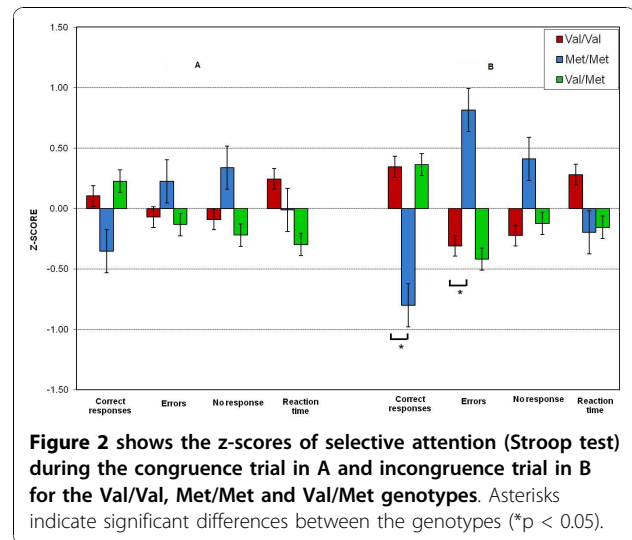 1.50
1.00
0.50
0.00
-0.50
-1.00
-1.50
Z-SCORE
A
B
Val/Val
Met/Met
Val/Met
*
*
Correct responses
Errors
No response
Reaction time
Correct responses
Errors
No response
Reaction time
Figure 2 shows the z-scores of selective attention (Stroop test)
during the congruence trial in A and incongruence trial in B
for the Val/Val, Met/Met and Val/Met genotypes. Asterisks
indicate significant differences between the genotypes (*p < 0.05).